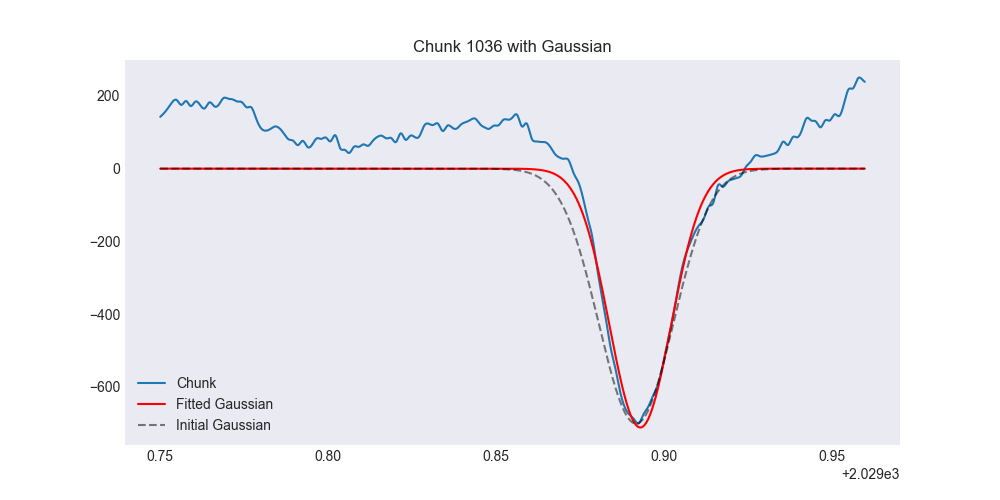 Chunk 1036 with Gaussian
200
0
−200
−400
−600
Chunk
Fitted Gaussian
Initial Gaussian
0.75 0.80 0.85 0.90 0.95
+2.029e3